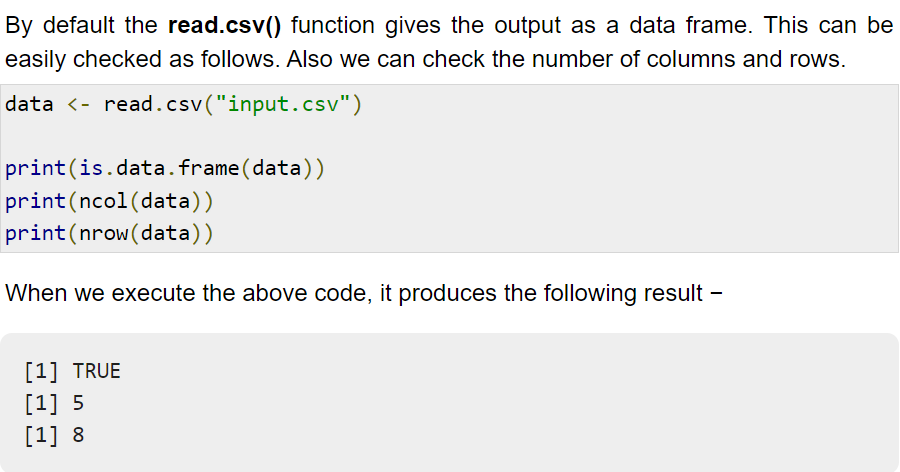 By default the read.csv() function gives the output as a data frame. This can be
easily checked as follows. Also we can check the number of columns and rows.
data <- read.csv("input.csv")
print(is.data.frame(data))
print(ncol(data))
print(nrow(data))
When we execute the above code, it produces the following result −
[1] TRUE
[1] 5
[1] 8